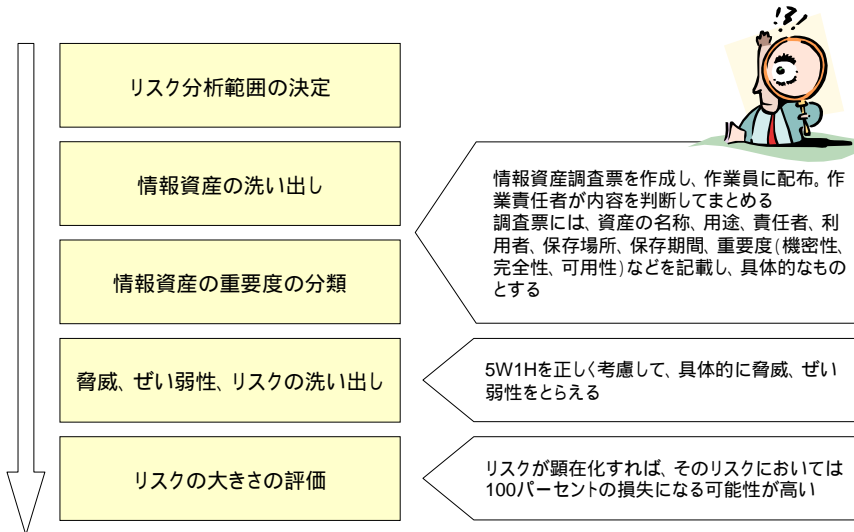 !?!
リスク分析範囲の決定
情報資産の洗い出し
情報資産の重要度の分類
脅威、ぜい弱性、リスクの洗い出し
リスクの大きさの評価
情報資産調査票を作成し、作業員に配布。作
業責任者が内容を判断してまとめる
調査票には、資産の名称、用途、責任者、利
用者、保存場所、保存期間、重要度(機密性、
完全性、可用性)などを記載し、具体的なもの
とする
5W1Hを正しく考慮して、具体的に脅威、ぜい
弱性をとらえる
リスクが顕在化すれば、そのリスクにおいては
100パーセントの損失になる可能性が高い